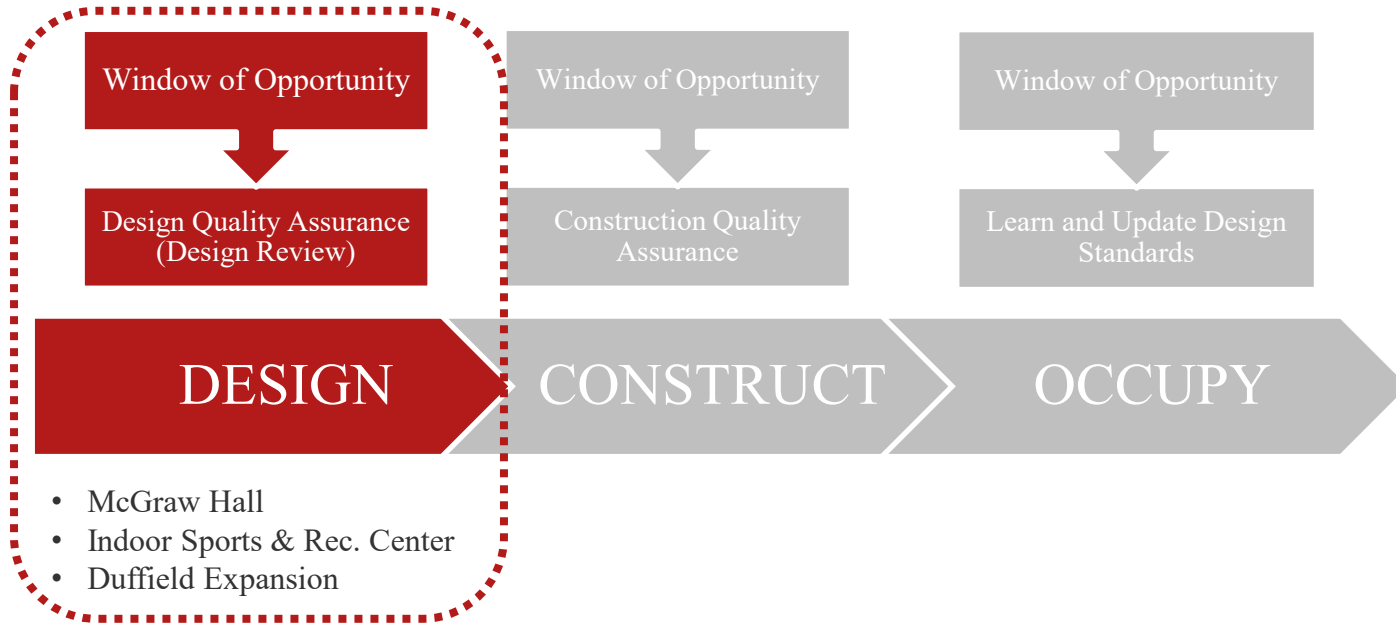 Window of Opportunity
Design Quality Assurance
(Design Review)
Window of Opportunity
Construction Quality
Assurance
Window of Opportunity
Learn and Update Design
Standards
DESIGN
CONSTRUCT
OCCUPY
• McGraw Hall
• Indoor Sports & Rec. Center
• Duffield Expansion